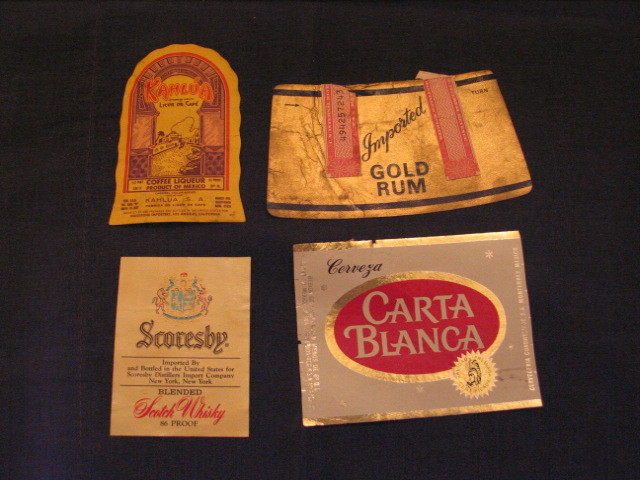 KAHLUA
LICOR DE CAFÉ
COFFEE LIQUEUR
PRODUCT OF MEXICO
KAHLUA, S. A.
TURN
494257243
Imported
GOLD
RUM
Scoresby.
Imported By
and Bottled in the United States for
Scoresby Distillers Import Company
New York, New York
BLENDED
Scotch Whisky
86 PROOF
Cerveza
CARTA
BLANCA